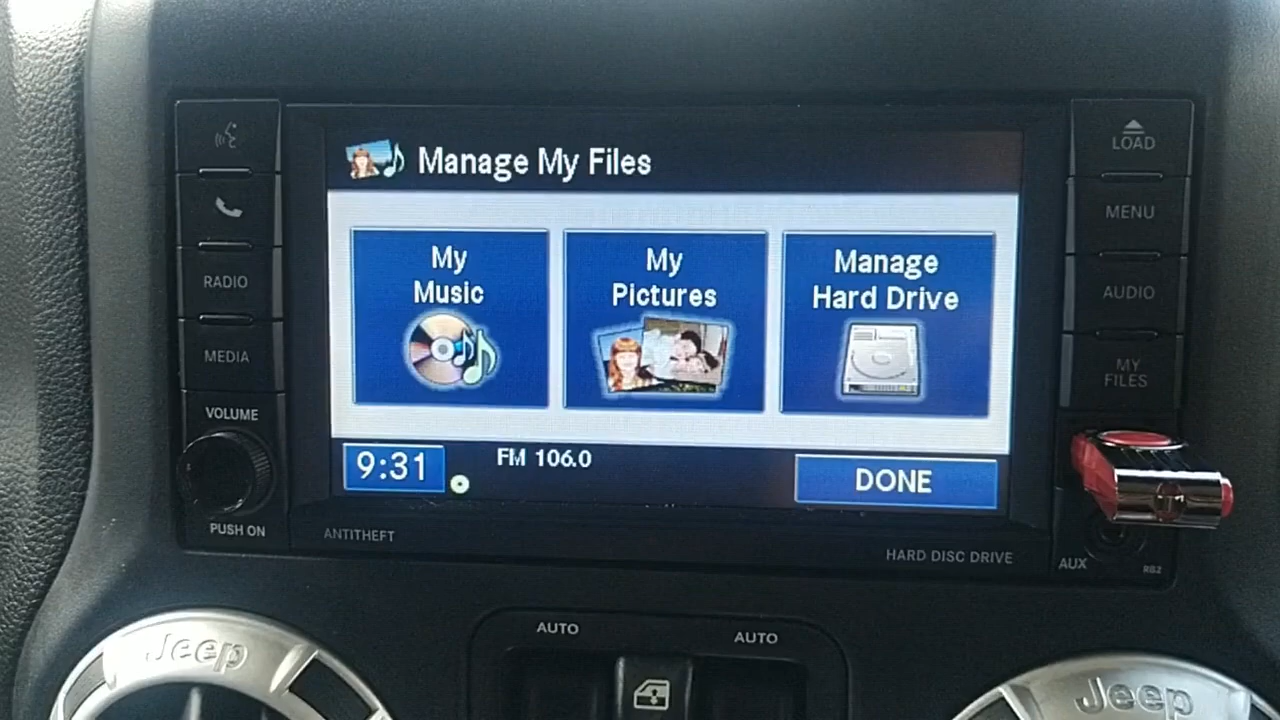 Manage My Files
My
Music
My
Pictures
Manage
Hard Drive
9:31
FM 106.0
DONE
RADIO
MEDIA
VOLUME
PUSH ON
ANTITHEFT
LOAD
MENU
AUDIO
MY
FILES
HARD DISC DRIVE
AUX
RB2
AUTO
AUTO
Jeep
Jeep